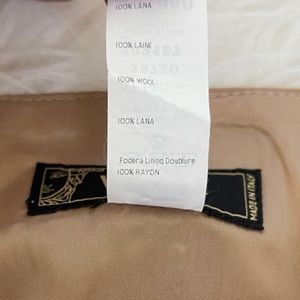 100% LANA
100% LAINE
100% WOOL
100% LANA
Fodera Lining Doublure
100% RAYON
MADE IN ITALY